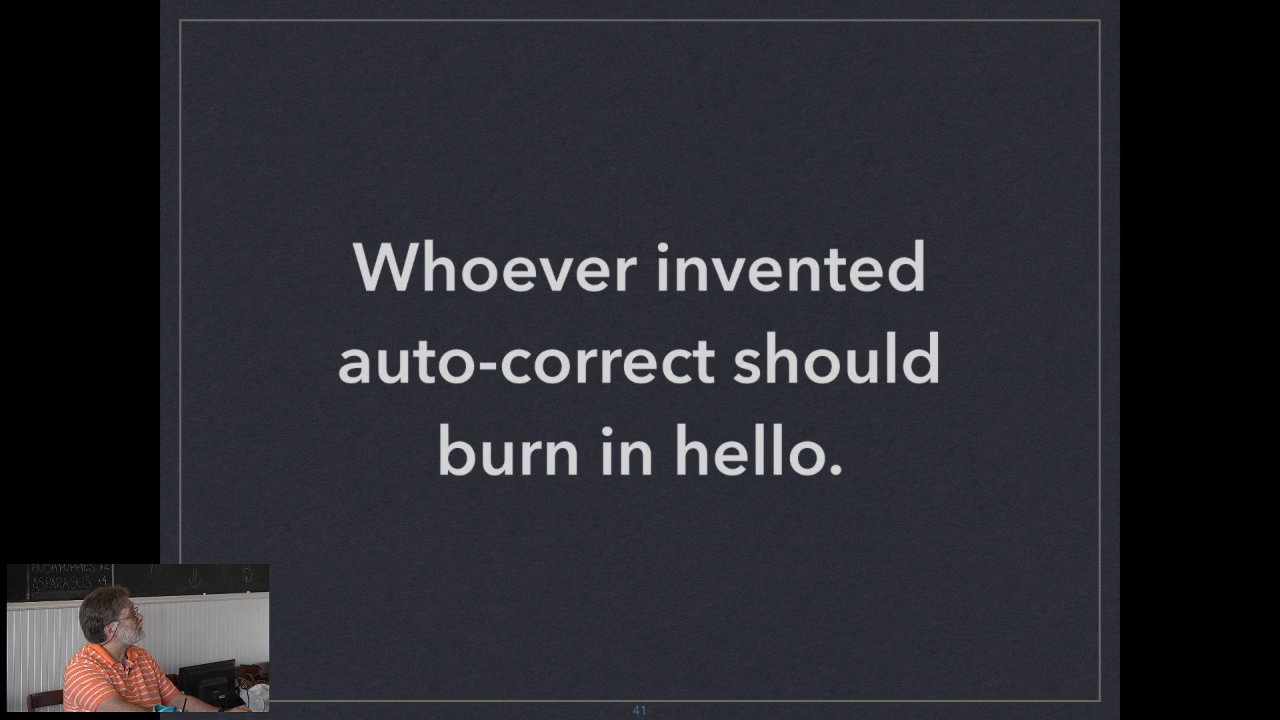 Whoever invented
auto-correct should
burn in hello.
41
ASPARAGUS